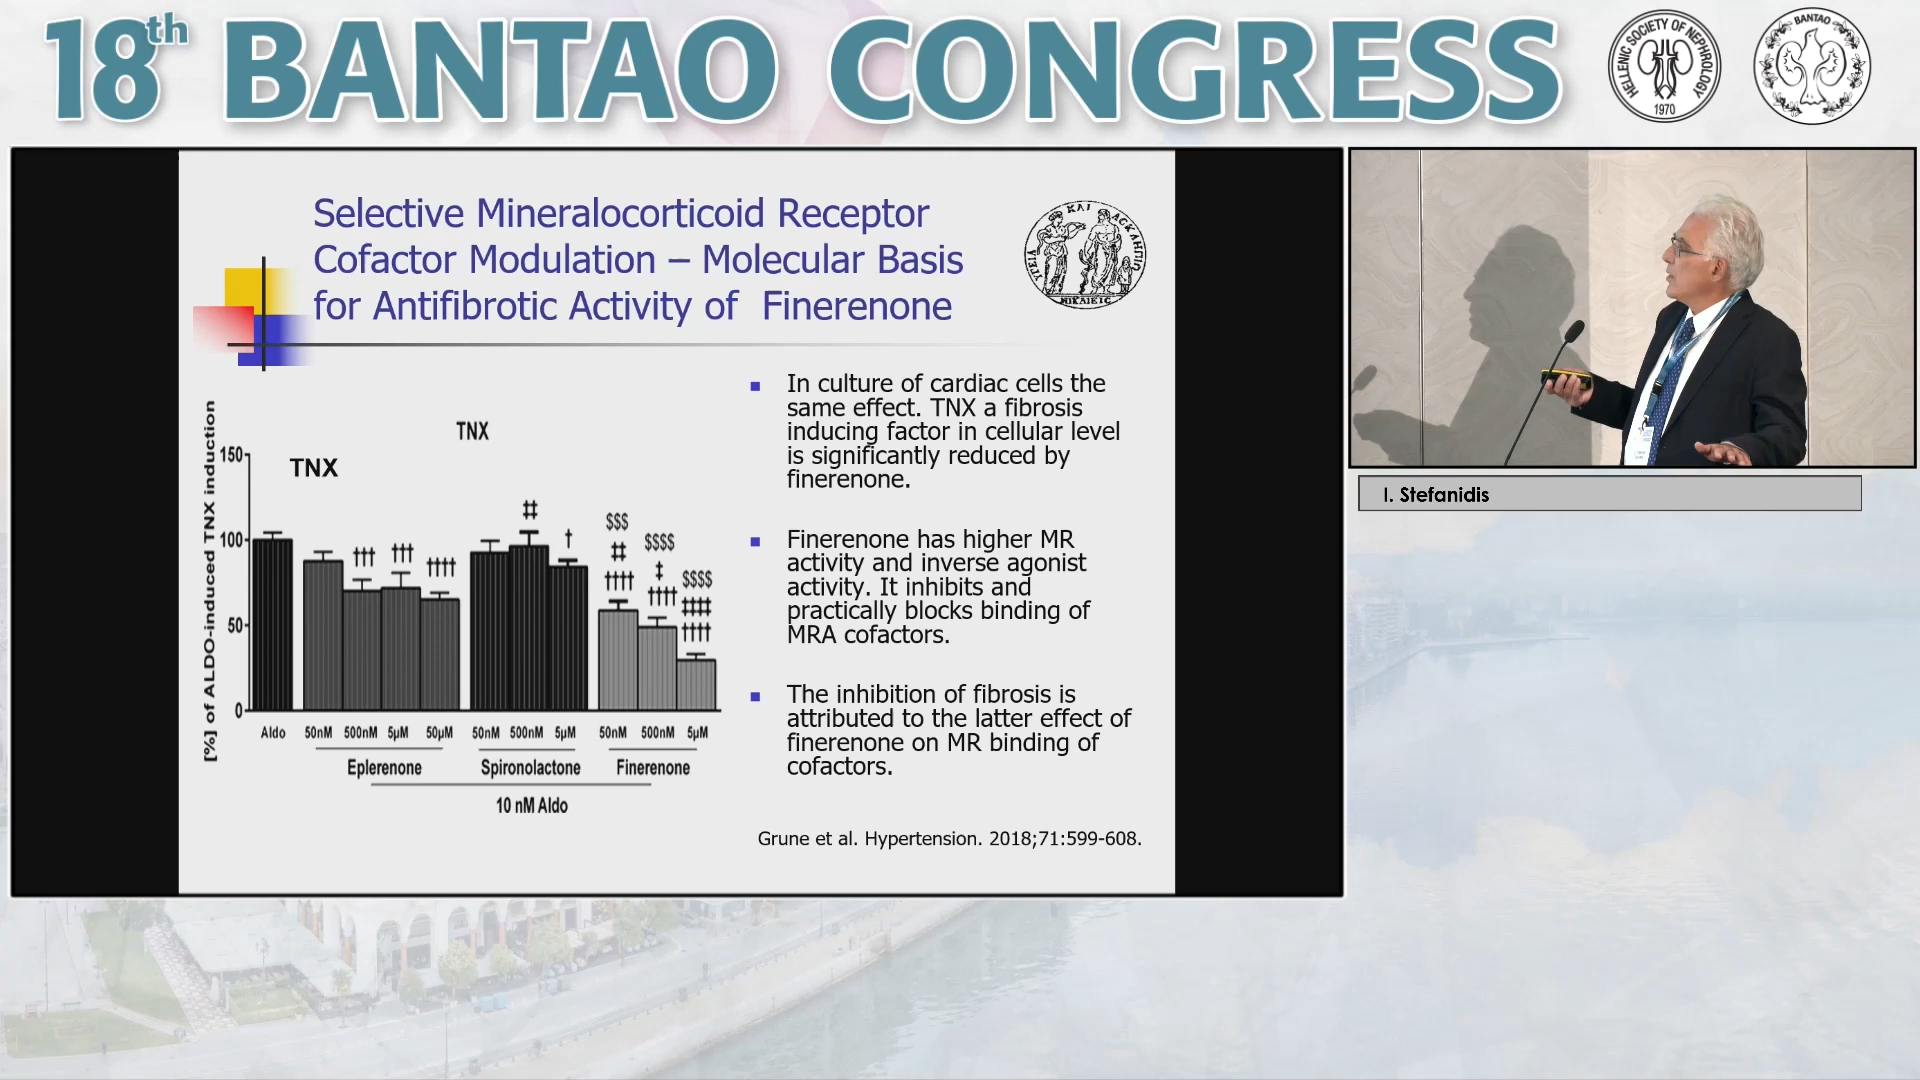 18th BANTAO CONGRESS
HELLENIC SOCIETY OF NEPHROLOGY
1970
BANTAO
Selective Mineralocorticoid Receptor
Cofactor Modulation – Molecular Basis
for Antifibrotic Activity of Finerenone
ΥΓΕΙΑ ΚΑΙ ΑΣΚΛΗΠΙΟΣ
ΝΙΚΑΙΕΙΣ
[%] of ALDO-induced TNX induction
TNX
TNX
150
100
50
0
††† ††† ††††
‡‡ †
$$$ $$$$ $$$$
‡‡ ‡ ‡‡‡‡
†††† †††† ††††
Aldo 50nM 500nM 5µM 50µM 50nM 500nM 5µM 50nM 500nM 5µM
Eplerenone Spironolactone Finerenone
10 nM Aldo
In culture of cardiac cells the
same effect. TNX a fibrosis
inducing factor in cellular level
is significantly reduced by
finerenone.
Finerenone has higher MR
activity and inverse agonist
activity. It inhibits and
practically blocks binding of
MRA cofactors.
The inhibition of fibrosis is
attributed to the latter effect of
finerenone on MR binding of
cofactors.
Grune et al. Hypertension. 2018;71:599-608.
I. Stefanidis